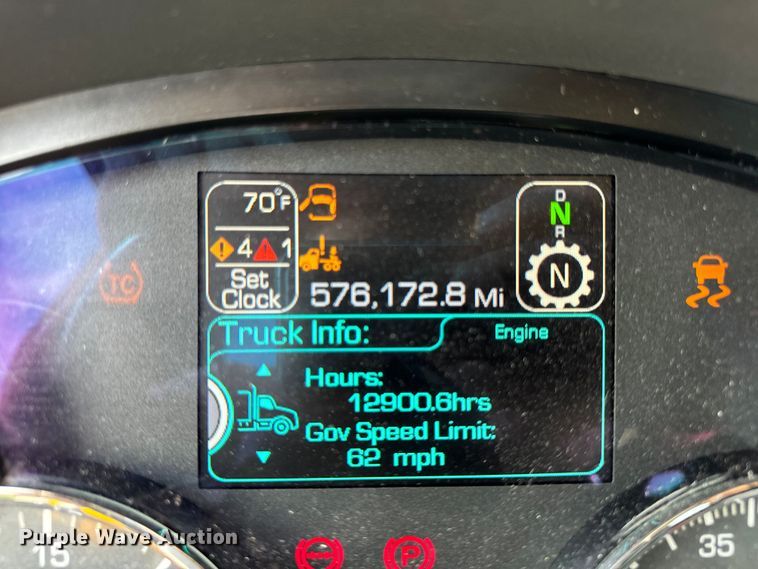 70°F
4 1
Set
Clock
576,172.8 Mi
D
N
R
N
TC
Truck Info:
Engine
Hours:
12900.6hrs
Gov Speed Limit:
62 mph
15
35
P
Purple Wave Auction